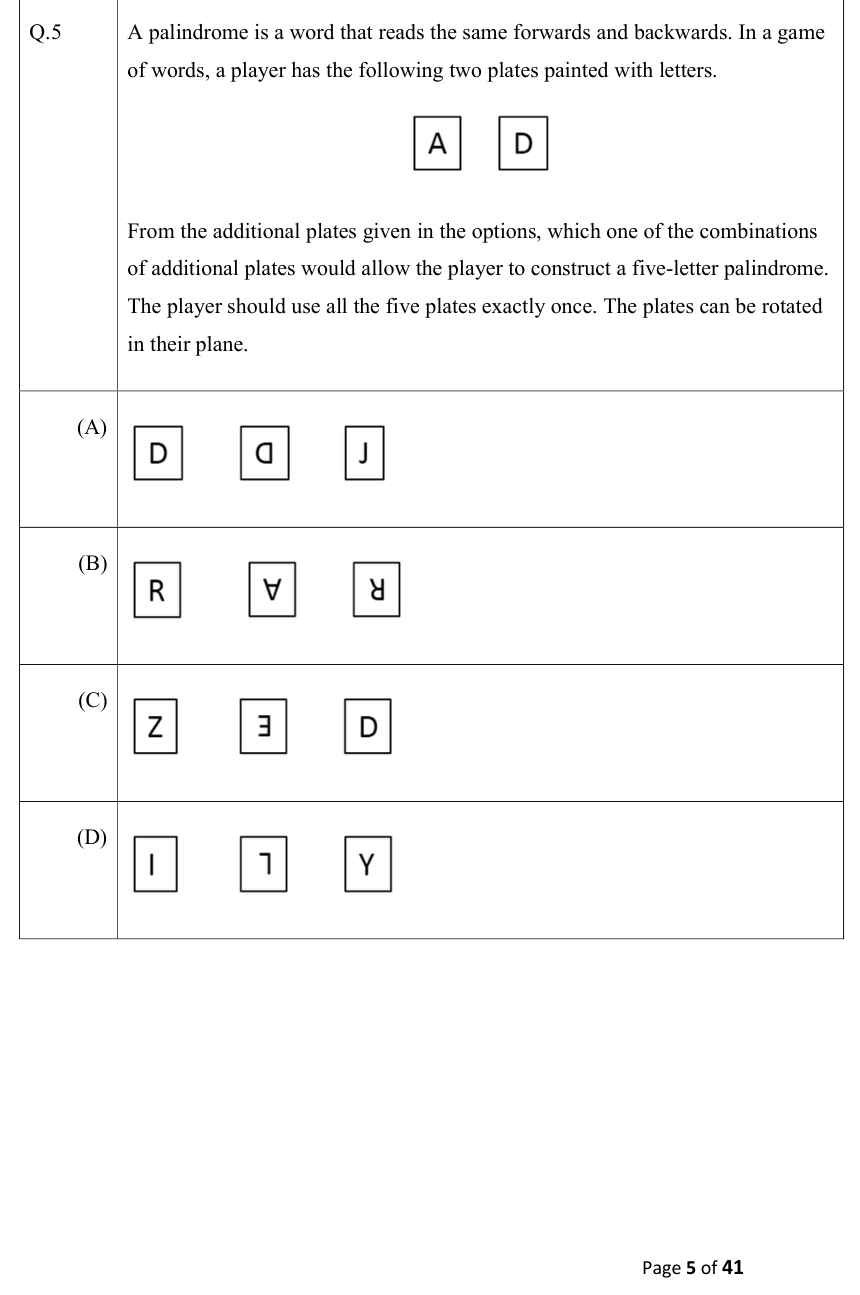 Q.5 A palindrome is a word that reads the same forwards and backwards. In a game
of words, a player has the following two plates painted with letters.
A D
From the additional plates given in the options, which one of the combinations
of additional plates would allow the player to construct a five-letter palindrome.
The player should use all the five plates exactly once. The plates can be rotated
in their plane.
(A) D D J
(B) R A R
(C) Z E D
(D) I L Y
Page 5 of 41